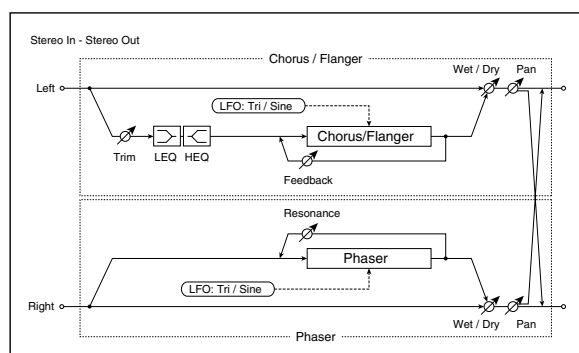 Stereo In - Stereo Out
Chorus / Flanger
Wet / Dry Pan
Left
LFO: Tri / Sine
Chorus/Flanger
Trim LEQ HEQ
Feedback
Resonance
Phaser
LFO: Tri / Sine
Right
Wet / Dry Pan
Phaser